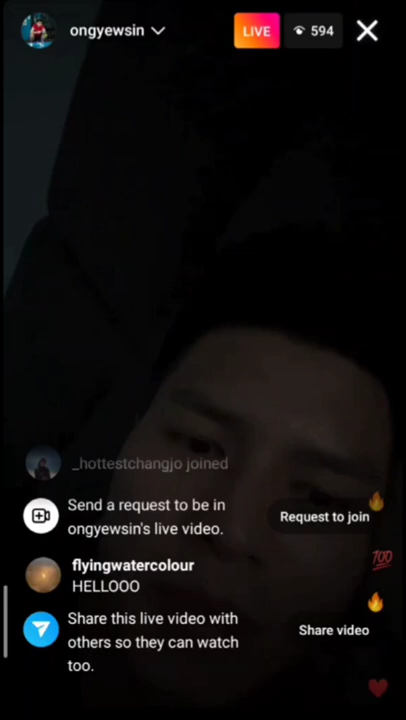 ongyewsin
LIVE
594
_hottestchangjo joined
Send a request to be in
ongyewsin's live video.
Request to join
flyingwatercolour
HELLOOO
Share this live video with
others so they can watch
too.
Share video
💯